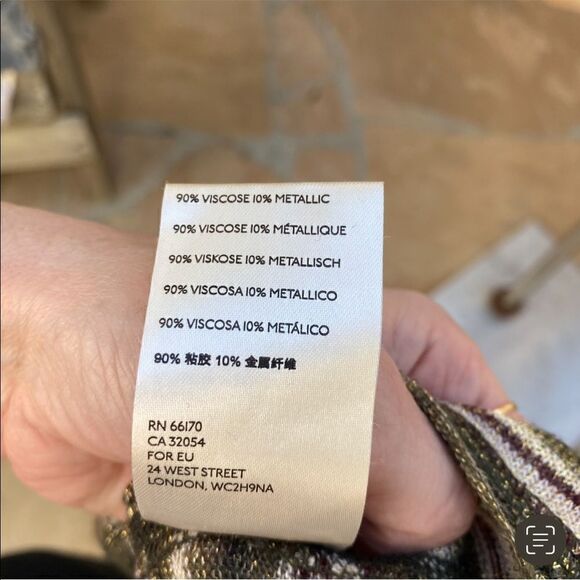 90% VISCOSE 10% METALLIC
90% VISCOSE 10% MÉTALLIQUE
90% VISKOSE 10% METALLISCH
90% VISCOSA 10% METALLICO
90% VISCOSA 10% METÁLICO
90% 粘胶 10% 金属纤维
RN 66170
CA 32054
FOR EU
24 WEST STREET
LONDON, WC2H9NA